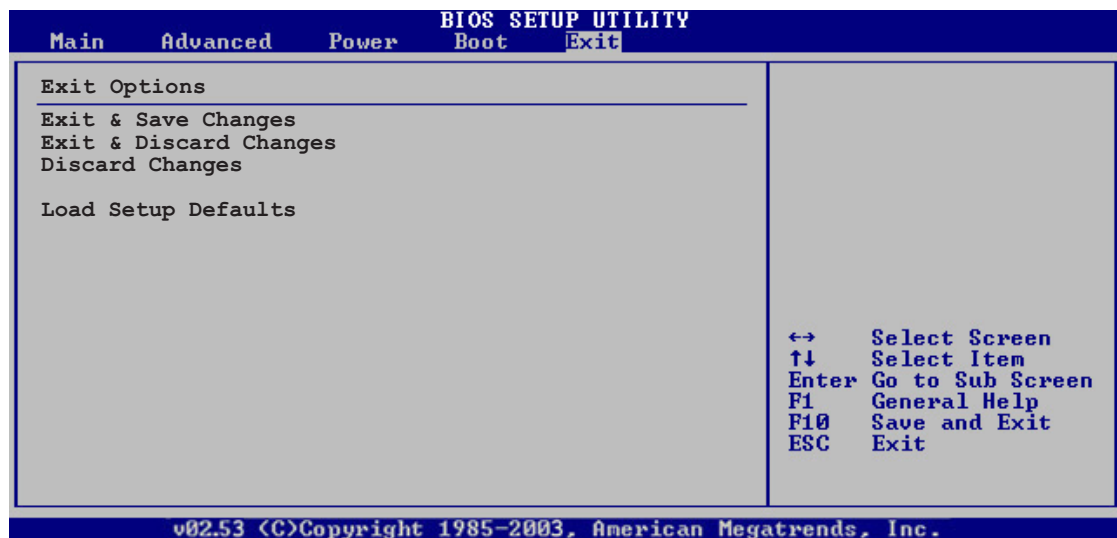 BIOS SETUP UTILITY
Main Advanced Power Boot Exit
Exit Options
Exit & Save Changes
Exit & Discard Changes
Discard Changes
Load Setup Defaults
←→ Select Screen
↑↓ Select Item
Enter Go to Sub Screen
F1 General Help
F10 Save and Exit
ESC Exit
v02.53 (C)Copyright 1985-2003, American Megatrends, Inc.